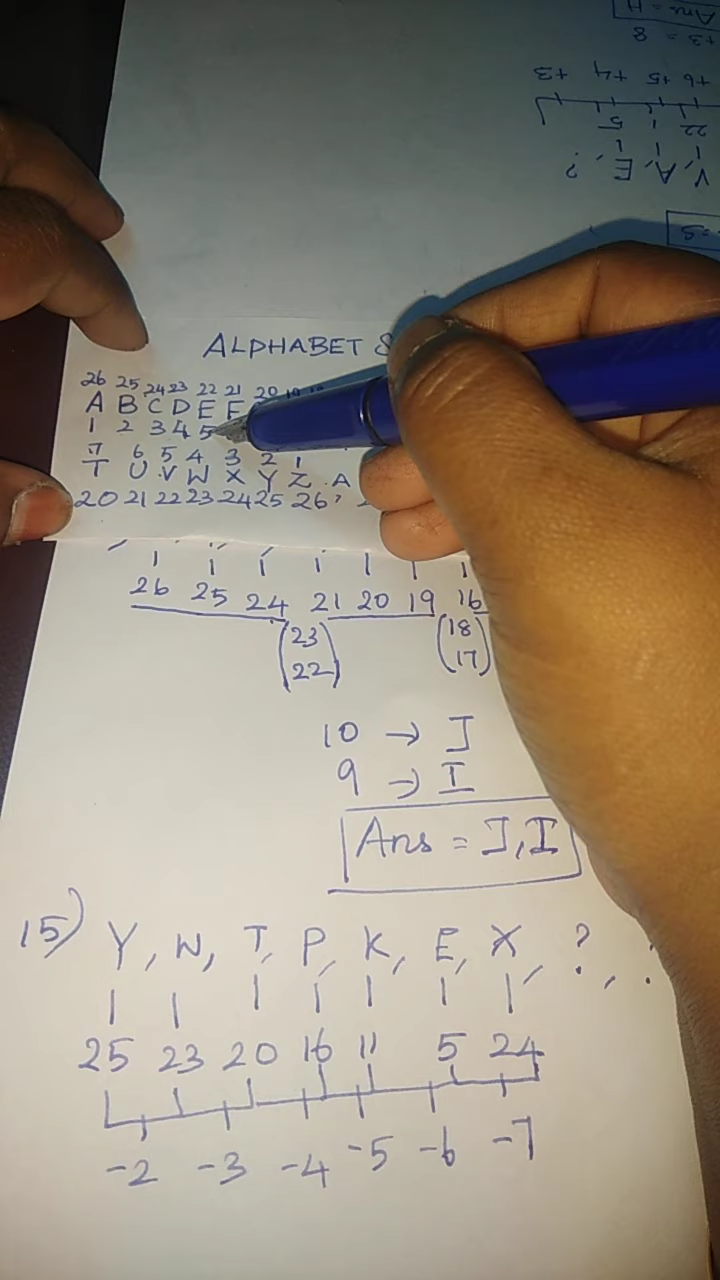 Ans = H
+3 = 8
+6 +5 +4 +3
22 1 5
V, A, E, ?
=S
ALPHABET
26 25 24 23 22 21 20
A B C D E F
1 2 3 4 5
7 6 5 4 3 2 1
T U V W X Y Z A
20 21 22 23 24 25 26
26 25 24 21 20 19 16
(23 22) (18 17)
10 → J
9 → I
Ans = J, I
15) Y, W, T, P, K, E, X, ?,
25 23 20 16 11 5 24
-2 -3 -4 -5 -6 -7